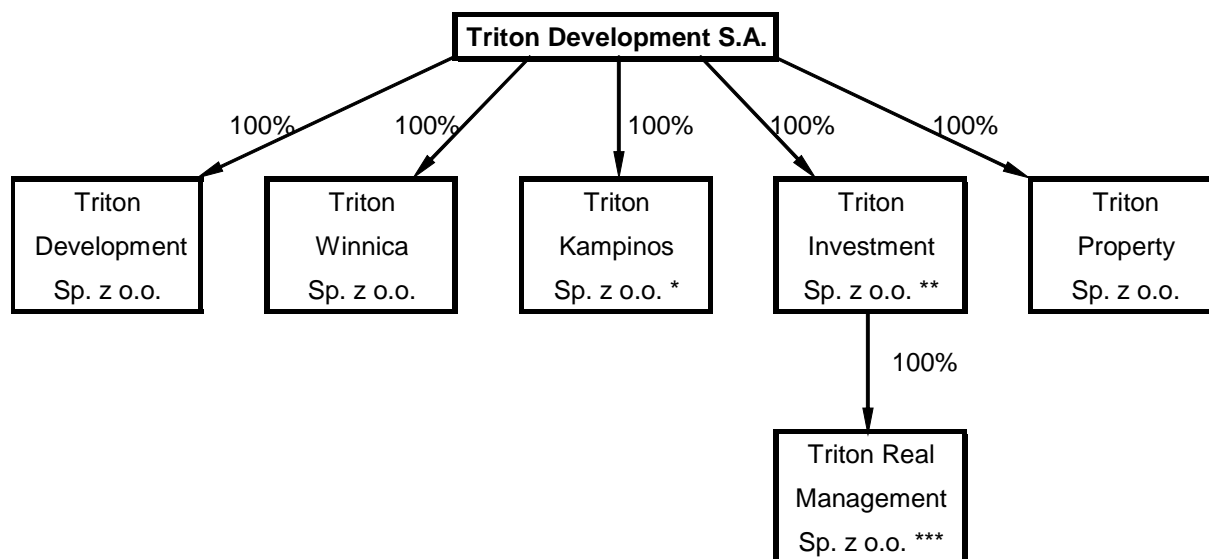 Triton Development S.A.
100%
100%
100%
100%
100%
Triton
Development
Sp. z o.o.
Triton
Winnica
Sp. z o.o.
Triton
Kampinos
Sp. z o.o. *
Triton
Investment
Sp. z o.o. **
Triton
Property
Sp. z o.o.
100%
Triton Real
Management
Sp. z o.o. ***